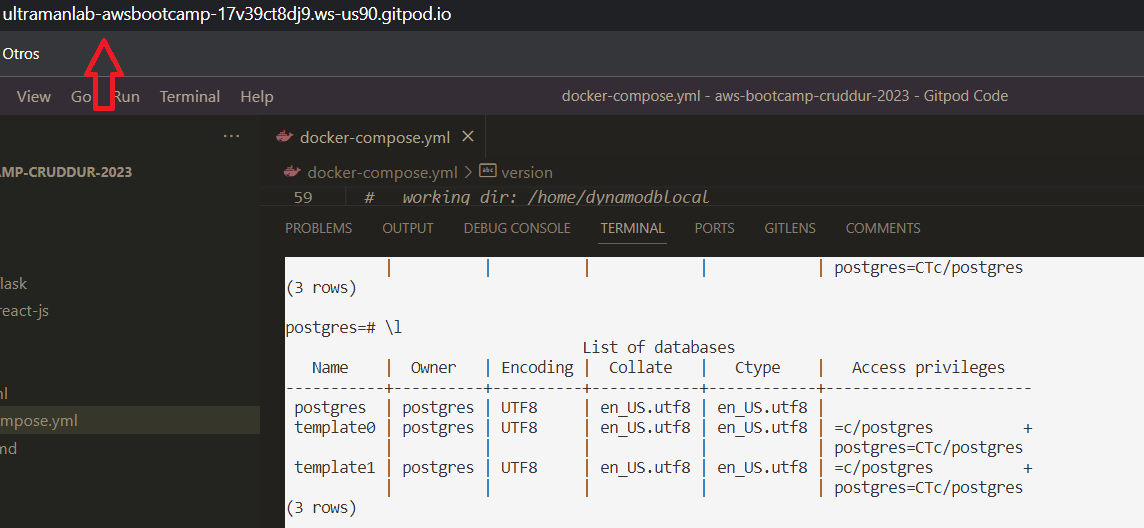 ultramanlab-awsbootcamp-17v39ct8dj9.ws-us90.gitpod.io
Otros
View Go Run Terminal Help docker-compose.yml - aws-bootcamp-cruddur-2023 - Gitpod Code
... docker-compose.yml ×
AMP-CRUDDUR-2023 docker-compose.yml > abc version
59 # working dir: /home/dynamodblocal
PROBLEMS OUTPUT DEBUG CONSOLE TERMINAL PORTS GITLENS COMMENTS
lask
react-js
ml
ompose.yml
md
| | | | | postgres=CTc/postgres
(3 rows)
postgres=# \l
List of databases
Name | Owner | Encoding | Collate | Ctype | Access privileges
-----------+----------+----------+------------+------------+-----------------------
postgres | postgres | UTF8 | en_US.utf8 | en_US.utf8 |
template0 | postgres | UTF8 | en_US.utf8 | en_US.utf8 | =c/postgres +
| | | | | postgres=CTc/postgres
template1 | postgres | UTF8 | en_US.utf8 | en_US.utf8 | =c/postgres +
| | | | | postgres=CTc/postgres
(3 rows)